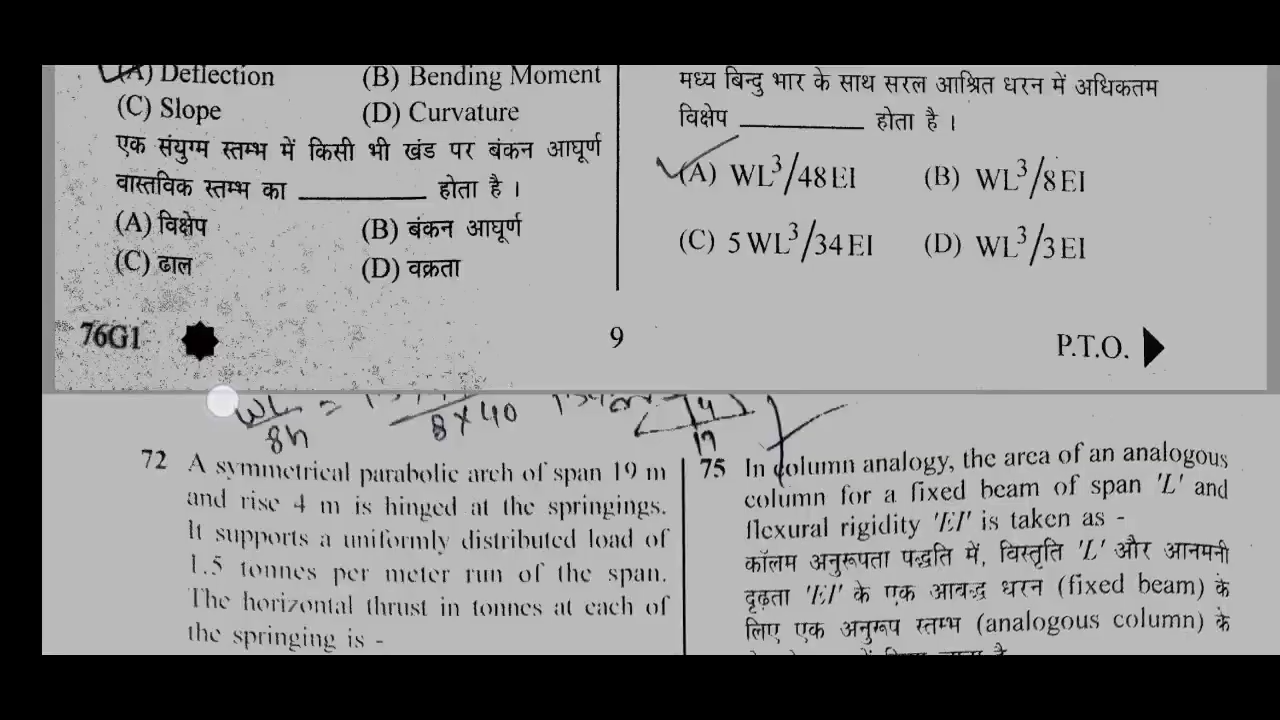 (A) Deflection (B) Bending Moment
(C) Slope (D) Curvature
एक संयुग्म स्तम्भ में किसी भी खंड पर बंकन आघूर्ण
वास्तविक स्तम्भ का ____________ होता है ।
(A) विक्षेप (B) बंकन आघूर्ण
(C) ढाल (D) वक्रता
मध्य बिन्दु भार के साथ सरल आश्रित धरन में अधिकतम
विक्षेप ____________ होता है ।
(A) WL³/48EI (B) WL³/8EI
(C) 5WL³/34EI (D) WL³/3EI
76G1 9 P.T.O.
8h 8×40 19
72 A symmetrical parabolic arch of span 19 m
and rise 4 m is hinged at the springings.
It supports a uniformly distributed load of
1.5 tonnes per meter run of the span.
The horizontal thrust in tonnes at each of
the springing is -
75 In column analogy, the area of an analogous
column for a fixed beam of span 'L' and
flexural rigidity 'EI' is taken as -
कॉलम अनुरूपता पद्धति में, विस्तृति 'L' और आनमनी
दृढ़ता 'EI' के एक आबद्ध धरन (fixed beam) के
लिए एक अनुरूप स्तम्भ (analogous column) के